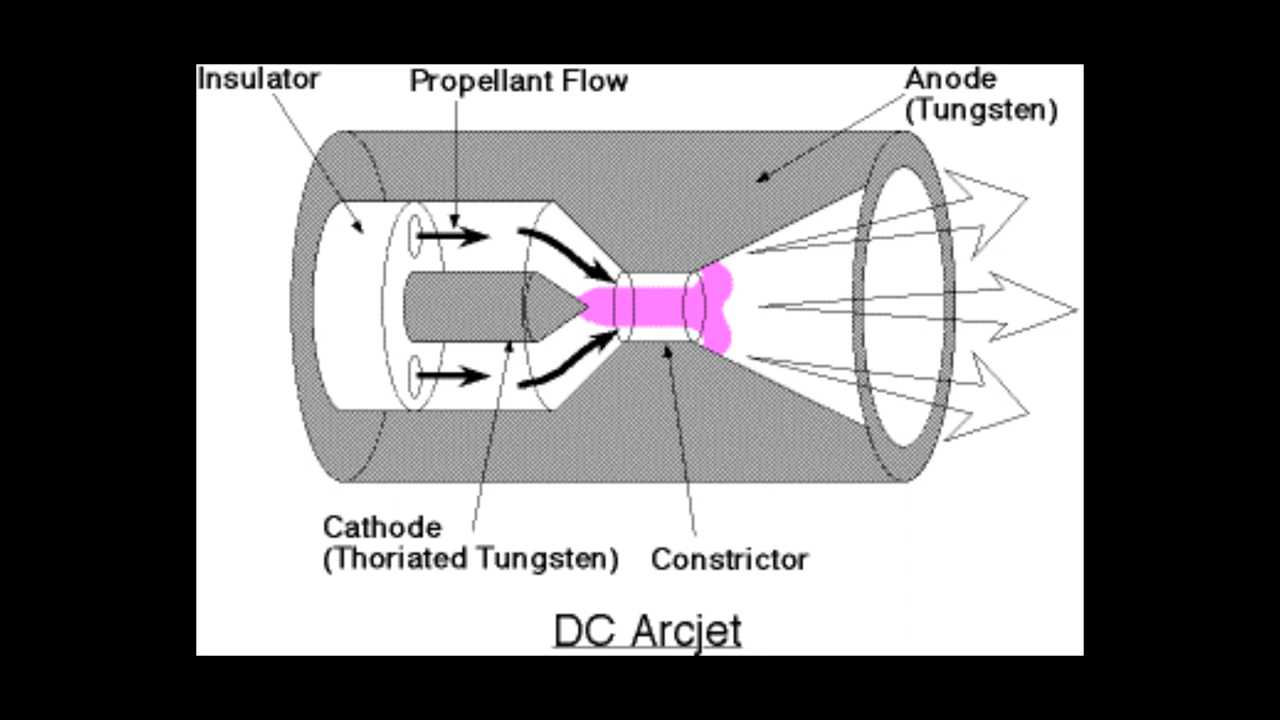 Insulator
Propellant Flow
Anode
(Tungsten)
Cathode
(Thoriated Tungsten)
Constrictor
DC Arcjet